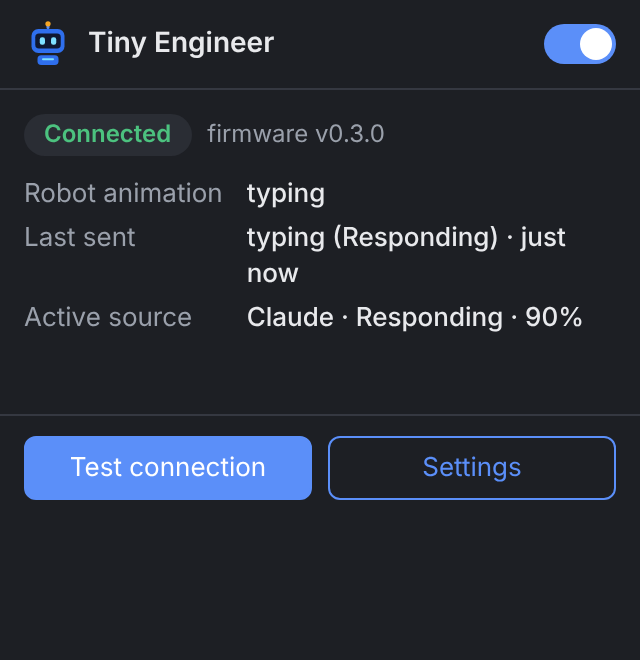 Tiny Engineer
Connected firmware v0.3.0
Robot animation typing
Last sent typing (Responding) · just
now
Active source Claude · Responding · 90%
Test connection Settings